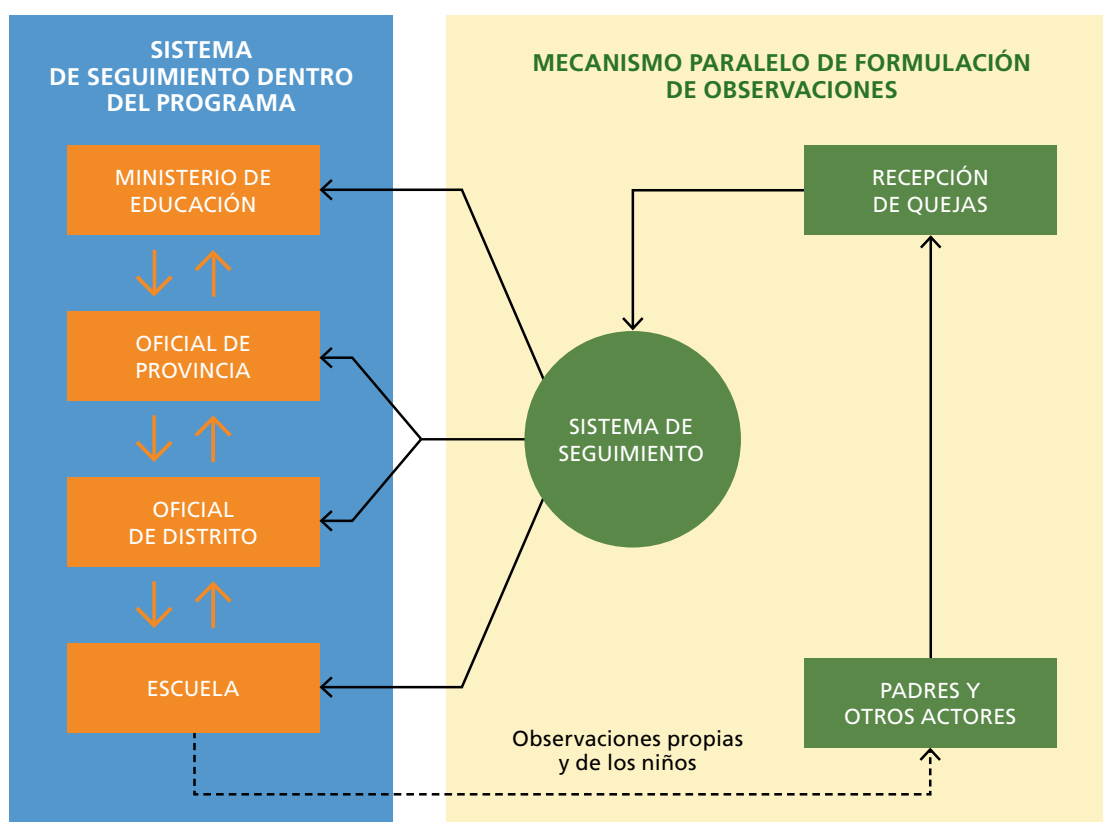 SISTEMA
DE SEGUIMIENTO DENTRO
DEL PROGRAMA
MINISTERIO DE
EDUCACIÓN
OFICIAL DE
PROVINCIA
OFICIAL
DE DISTRITO
ESCUELA
MECANISMO PARALELO DE FORMULACIÓN
DE OBSERVACIONES
RECEPCIÓN
DE QUEJAS
SISTEMA DE
SEGUIMIENTO
PADRES Y
OTROS ACTORES
Observaciones propias
y de los niños